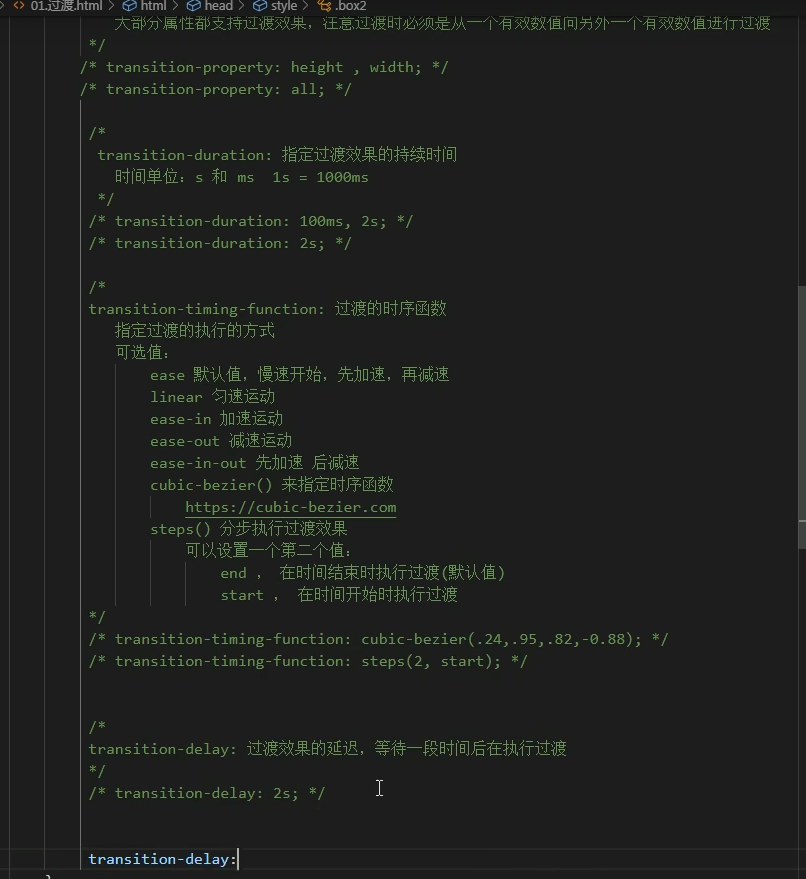 01.过渡.html > html > head > style > .box2
大部分属性都支持过渡效果，注意过渡时必须是从一个有效数值向另外一个有效数值进行过渡
*/
/* transition-property: height , width; */
/* transition-property: all; */
/*
transition-duration: 指定过渡效果的持续时间
时间单位：s 和 ms  1s = 1000ms
*/
/* transition-duration: 100ms, 2s; */
/* transition-duration: 2s; */
/*
transition-timing-function: 过渡的时序函数
指定过渡的执行的方式
可选值：
ease 默认值，慢速开始，先加速，再减速
linear 匀速运动
ease-in 加速运动
ease-out 减速运动
ease-in-out 先加速 后减速
cubic-bezier() 来指定时序函数
https://cubic-bezier.com
steps() 分步执行过渡效果
可以设置一个第二个值：
end ， 在时间结束时执行过渡(默认值)
start ， 在时间开始时执行过渡
*/
/* transition-timing-function: cubic-bezier(.24,.95,.82,-0.88); */
/* transition-timing-function: steps(2, start); */
/*
transition-delay: 过渡效果的延迟，等待一段时间后在执行过渡
*/
/* transition-delay: 2s; */
transition-delay:
}